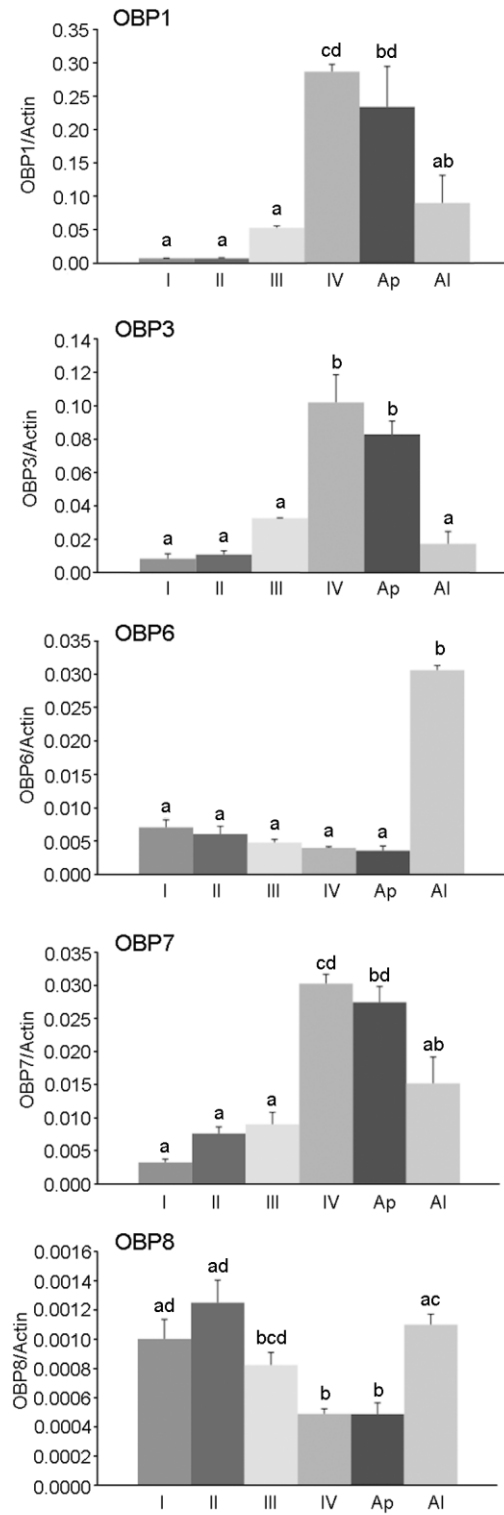 OBP1
OBP1/Actin
0.35
0.30
0.25
0.20
0.15
0.10
0.05
0.00
a a a cd bd ab
I II III IV Ap Al
OBP3
OBP3/Actin
0.14
0.12
0.10
0.08
0.06
0.04
0.02
0.00
a a a b b a
I II III IV Ap Al
OBP6
OBP6/Actin
0.035
0.030
0.025
0.020
0.015
0.010
0.005
0.000
a a a a a b
I II III IV Ap Al
OBP7
OBP7/Actin
0.035
0.030
0.025
0.020
0.015
0.010
0.005
0.000
a a a cd bd ab
I II III IV Ap Al
OBP8
OBP8/Actin
0.0016
0.0014
0.0012
0.0010
0.0008
0.0006
0.0004
0.0002
0.0000
ad ad bcd b b ac
I II III IV Ap Al